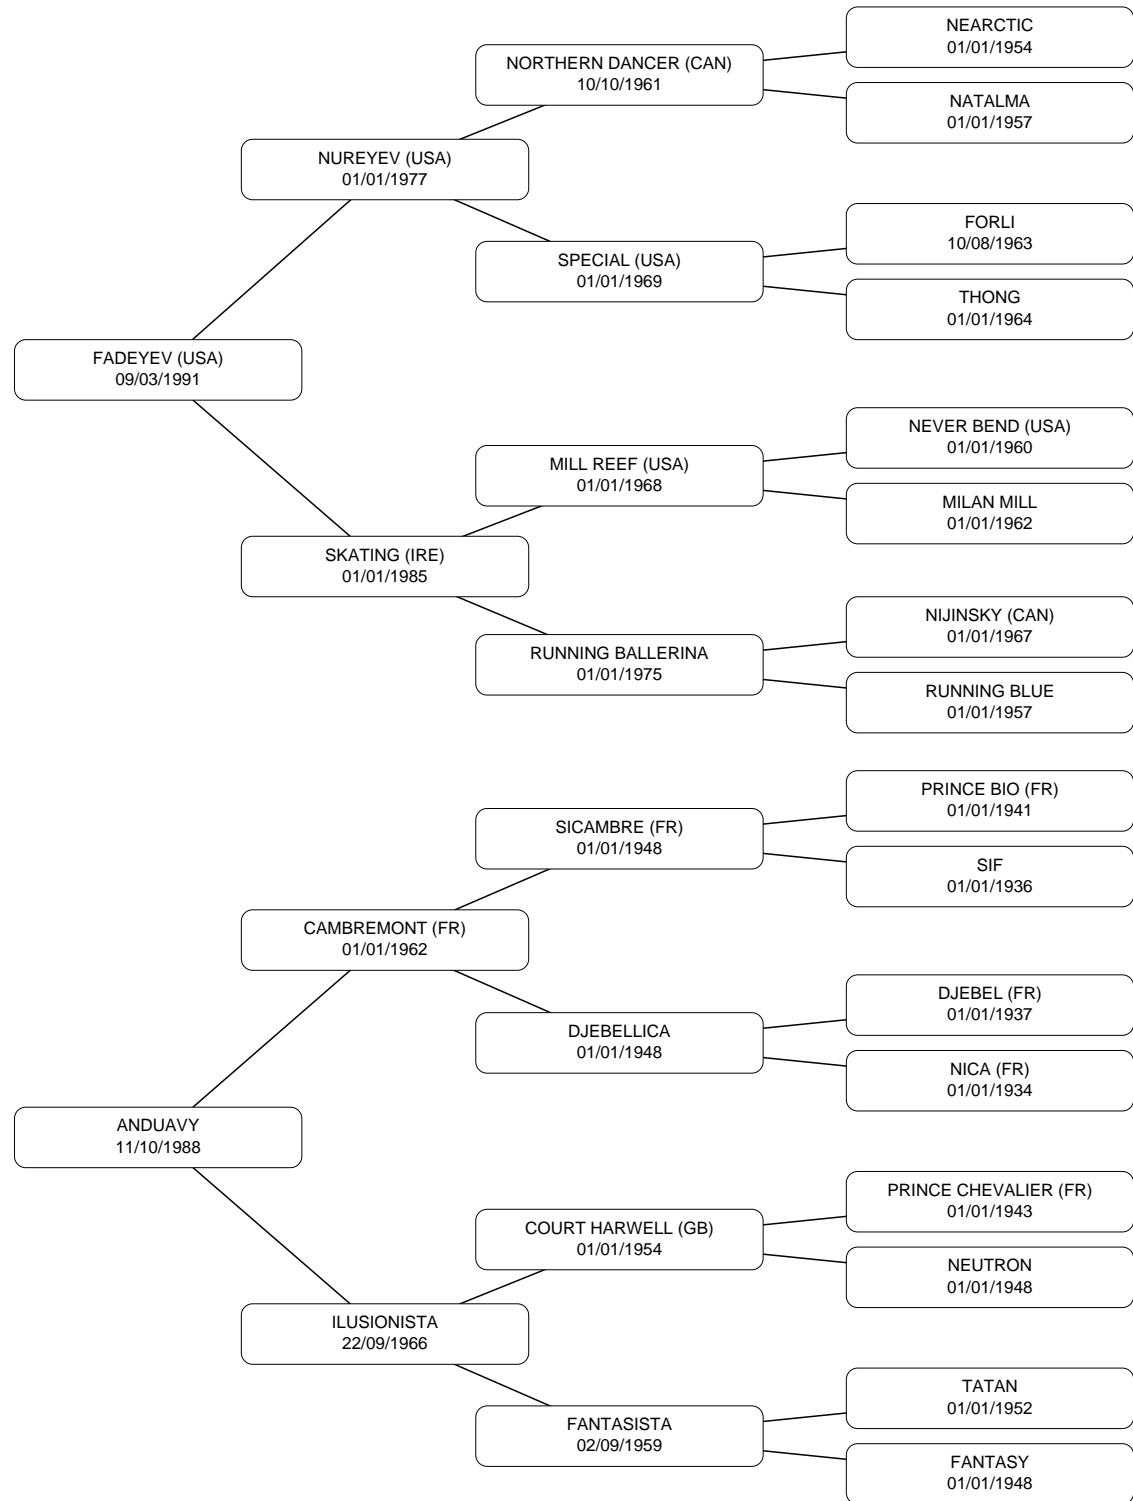 NEARCTIC
01/01/1954
NORTHERN DANCER (CAN)
10/10/1961
NATALMA
01/01/1957
NUREYEV (USA)
01/01/1977
FORLI
10/08/1963
SPECIAL (USA)
01/01/1969
THONG
01/01/1964
FADEYEV (USA)
09/03/1991
NEVER BEND (USA)
01/01/1960
MILL REEF (USA)
01/01/1968
MILAN MILL
01/01/1962
SKATING (IRE)
01/01/1985
NIJINSKY (CAN)
01/01/1967
RUNNING BALLERINA
01/01/1975
RUNNING BLUE
01/01/1957
PRINCE BIO (FR)
01/01/1941
SICAMBRE (FR)
01/01/1948
SIF
01/01/1936
CAMBREMONT (FR)
01/01/1962
DJEBEL (FR)
01/01/1937
DJEBELLICA
01/01/1948
NICA (FR)
01/01/1934
ANDUAVY
11/10/1988
PRINCE CHEVALIER (FR)
01/01/1943
COURT HARWELL (GB)
01/01/1954
NEUTRON
01/01/1948
ILUSIONISTA
22/09/1966
TATAN
01/01/1952
FANTASISTA
02/09/1959
FANTASY
01/01/1948